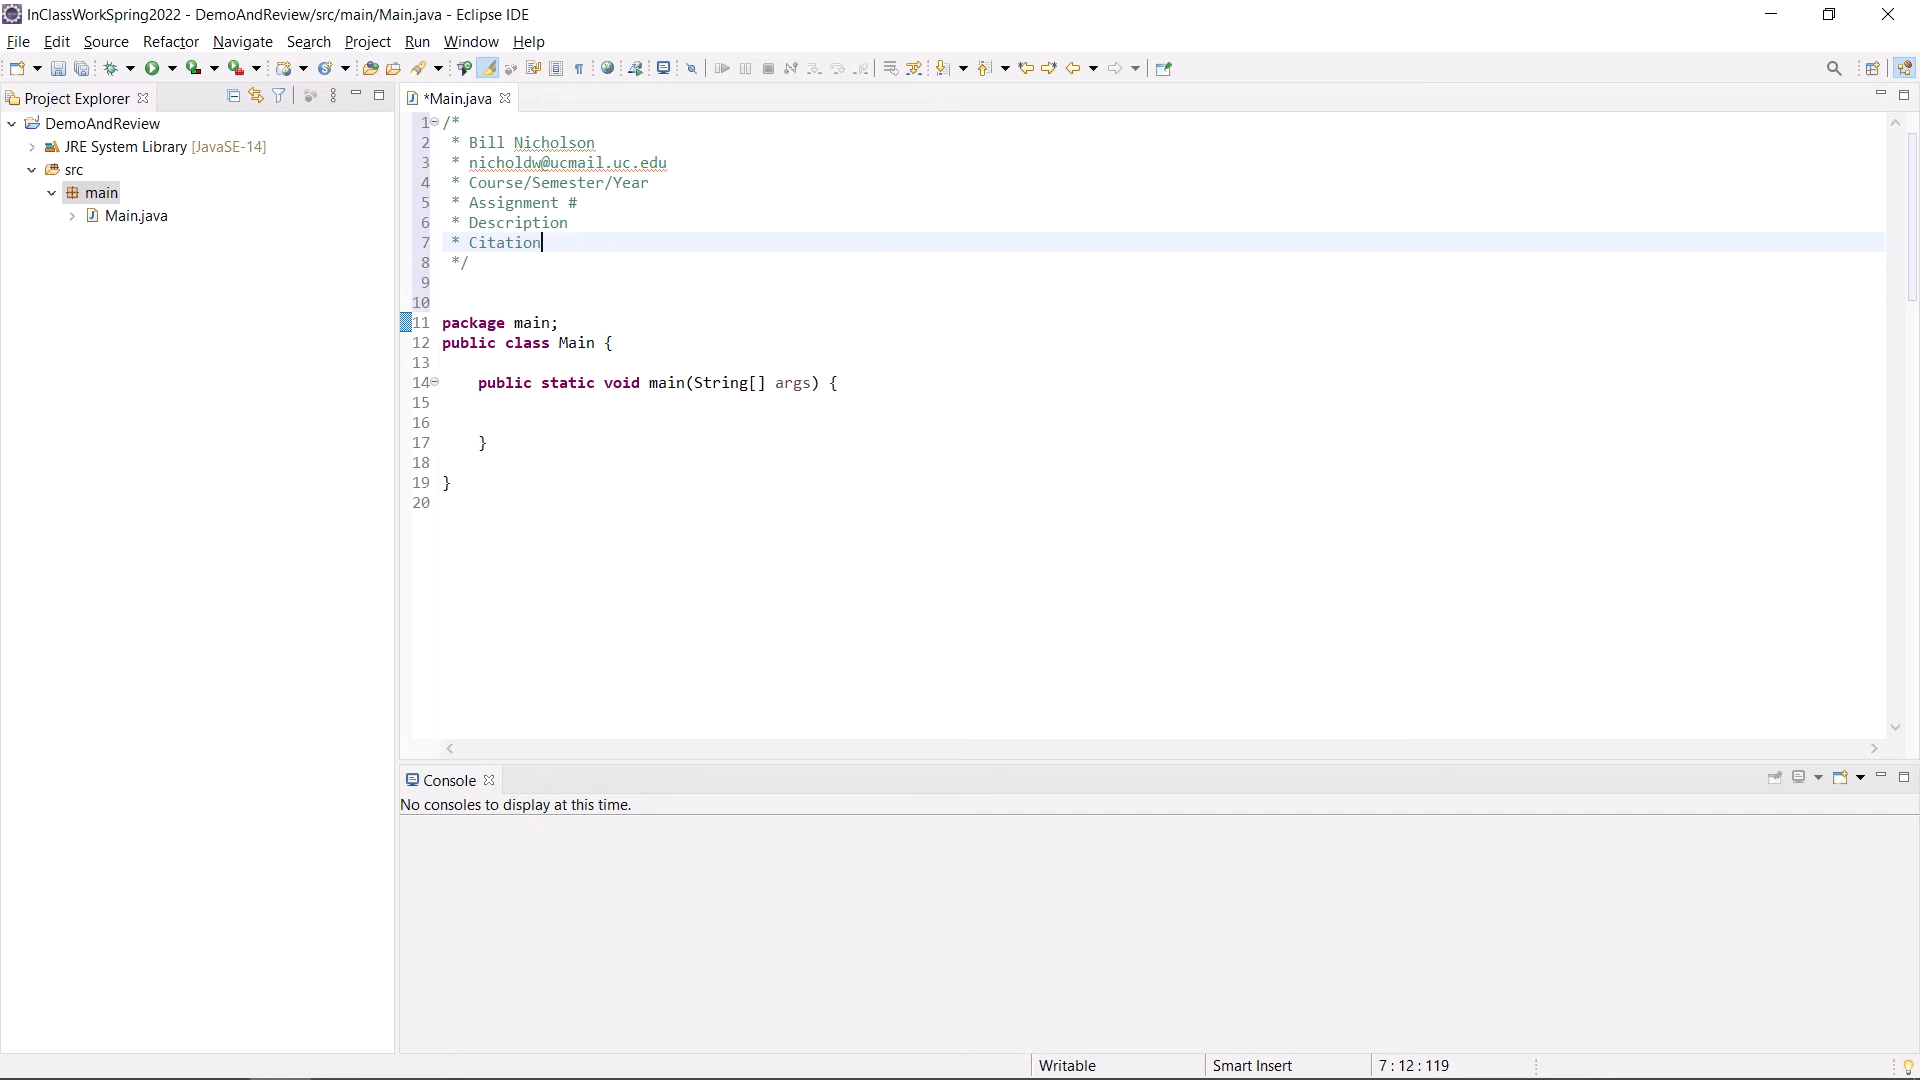 InClassWorkSpring2022 - DemoAndReview/src/main/Main.java - Eclipse IDE
File Edit Source Refactor Navigate Search Project Run Window Help
Project Explorer
DemoAndReview
JRE System Library [JavaSE-14]
src
main
Main.java
*Main.java
1 /*
2 * Bill Nicholson
3 * nicholdw@ucmail.uc.edu
4 * Course/Semester/Year
5 * Assignment #
6 * Description
7 * Citation
8 */
9
10
11 package main;
12 public class Main {
13
14 public static void main(String[] args) {
15
16
17 }
18
19 }
20
Console
No consoles to display at this time.
Writable Smart Insert 7 : 12 : 119